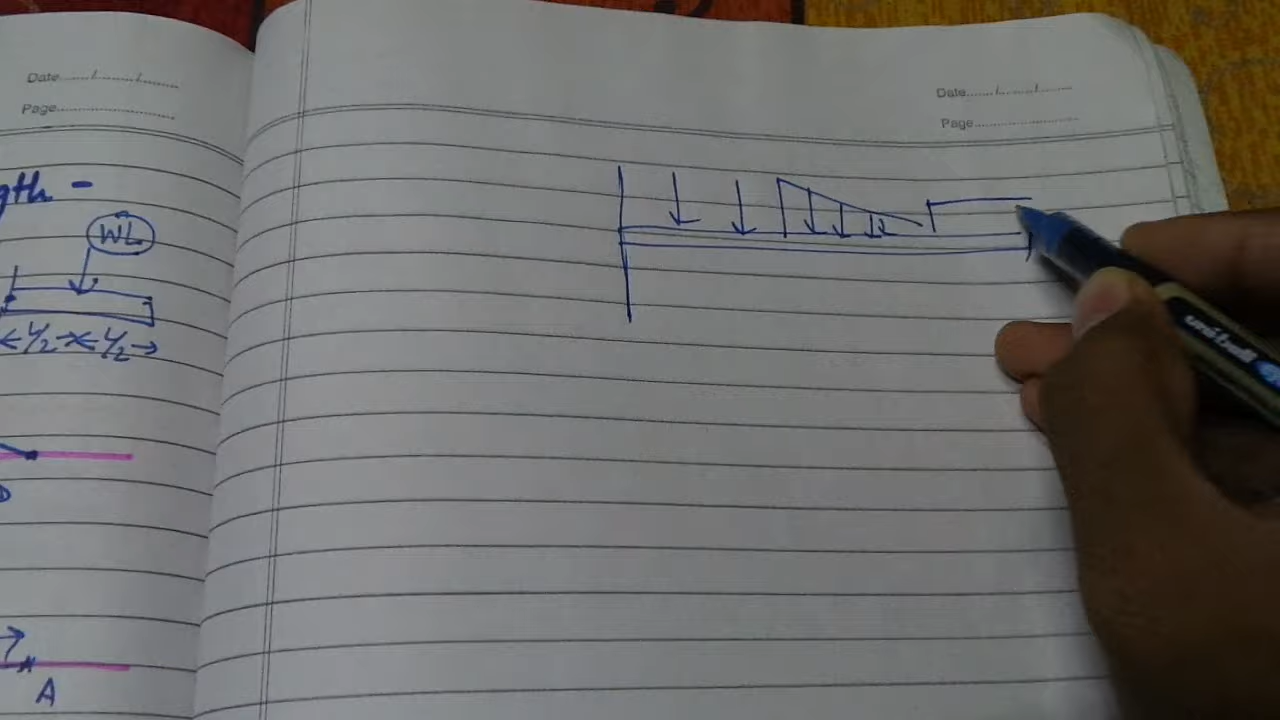 Date....../....../......
Page..................
gth -
WL
L/2 L/2
A
Date....../....../......
Page..................
uni-ball